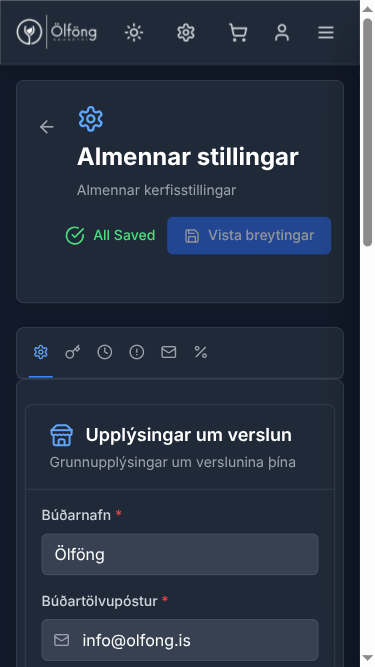 Ölföng
Almennar stillingar
Almennar kerfisstillingar
All Saved
Vista breytingar
Upplýsingar um verslun
Grunnupplýsingar um verslunina þína
Búðarnafn *
Ölföng
Búðartölvupóstur *
info@olfong.is